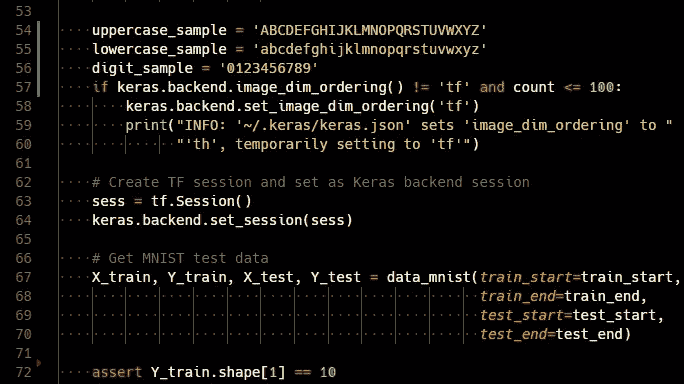 53
54 uppercase_sample = 'ABCDEFGHIJKLMNOPQRSTUVWXYZ'
55 lowercase_sample = 'abcdefghijklmnopqrstuvwxyz'
56 digit_sample = '0123456789'
57 if keras.backend.image_dim_ordering() != 'tf' and count <= 100:
58 keras.backend.set_image_dim_ordering('tf')
59 print("INFO: '~/.keras/keras.json' sets 'image_dim_ordering' to "
60 "'th', temporarily setting to 'tf'")
61
62 # Create TF session and set as Keras backend session
63 sess = tf.Session()
64 keras.backend.set_session(sess)
65
66 # Get MNIST test data
67 X_train, Y_train, X_test, Y_test = data_mnist(train_start=train_start,
68 train_end=train_end,
69 test_start=test_start,
70 test_end=test_end)
71
72 assert Y_train.shape[1] == 10